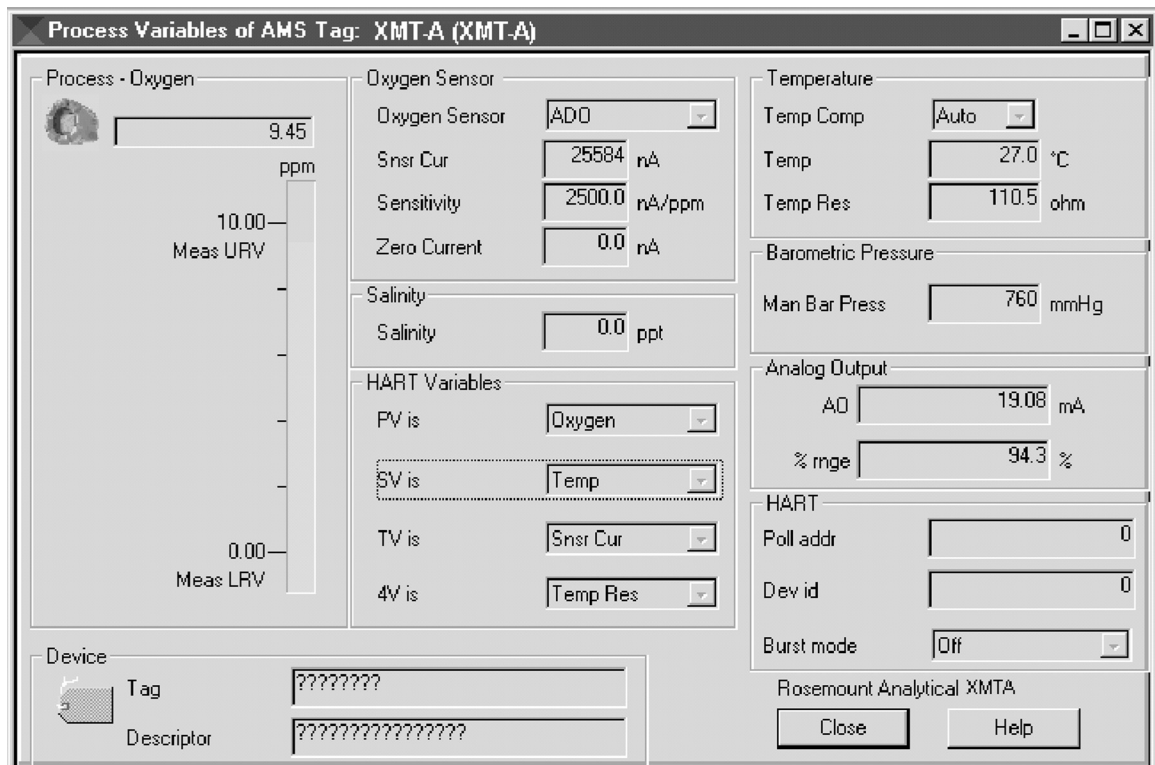 Process Variables of AMS Tag: XMT-A (XMT-A)
Process - Oxygen
9.45
ppm
10.00
Meas URV
0.00
Meas LRV
Oxygen Sensor
Oxygen Sensor ADO
Snsr Cur 25584 nA
Sensitivity 2500.0 nA/ppm
Zero Current 0.0 nA
Salinity
Salinity 0.0 ppt
HART Variables
PV is Oxygen
SV is Temp
TV is Snsr Cur
4V is Temp Res
Temperature
Temp Comp Auto
Temp 27.0 °C
Temp Res 110.5 ohm
Barometric Pressure
Man Bar Press 760 mmHg
Analog Output
AO 19.08 mA
% rnge 94.3 %
HART
Poll addr 0
Dev id 0
Burst mode Off
Device
Tag ????????
Descriptor ????????????????
Rosemount Analytical XMTA
Close Help